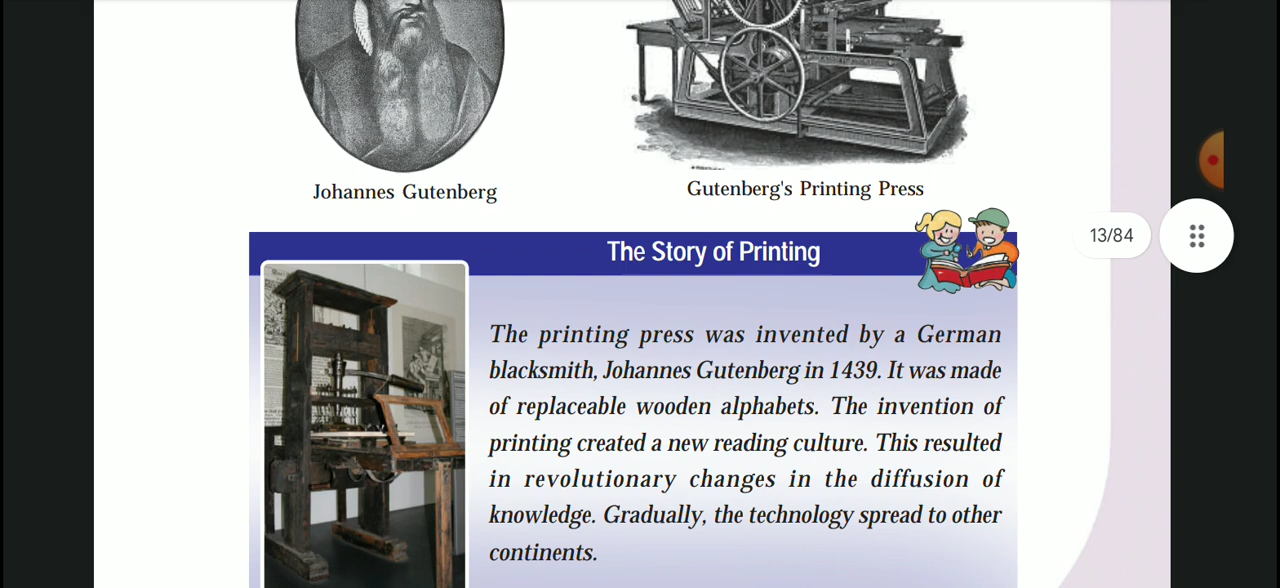 Johannes Gutenberg
Gutenberg's Printing Press
The Story of Printing
13/84
The printing press was invented by a German
blacksmith, Johannes Gutenberg in 1439. It was made
of replaceable wooden alphabets. The invention of
printing created a new reading culture. This resulted
in revolutionary changes in the diffusion of
knowledge. Gradually, the technology spread to other
continents.